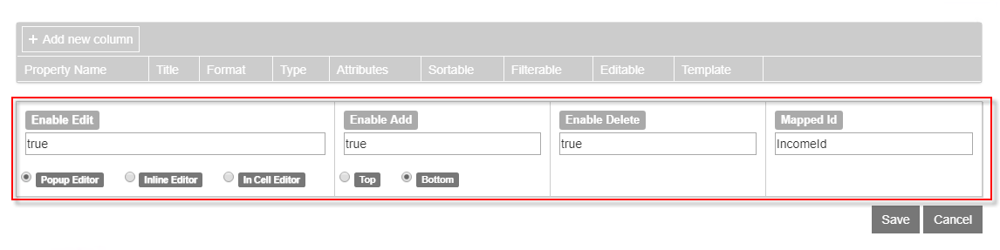 + Add new column
Property Name Title Format Type Attributes Sortable Filterable Editable Template
Enable Edit Enable Add Enable Delete Mapped Id
true true true IncomeId
Popup Editor Inline Editor In Cell Editor Top Bottom
Save Cancel